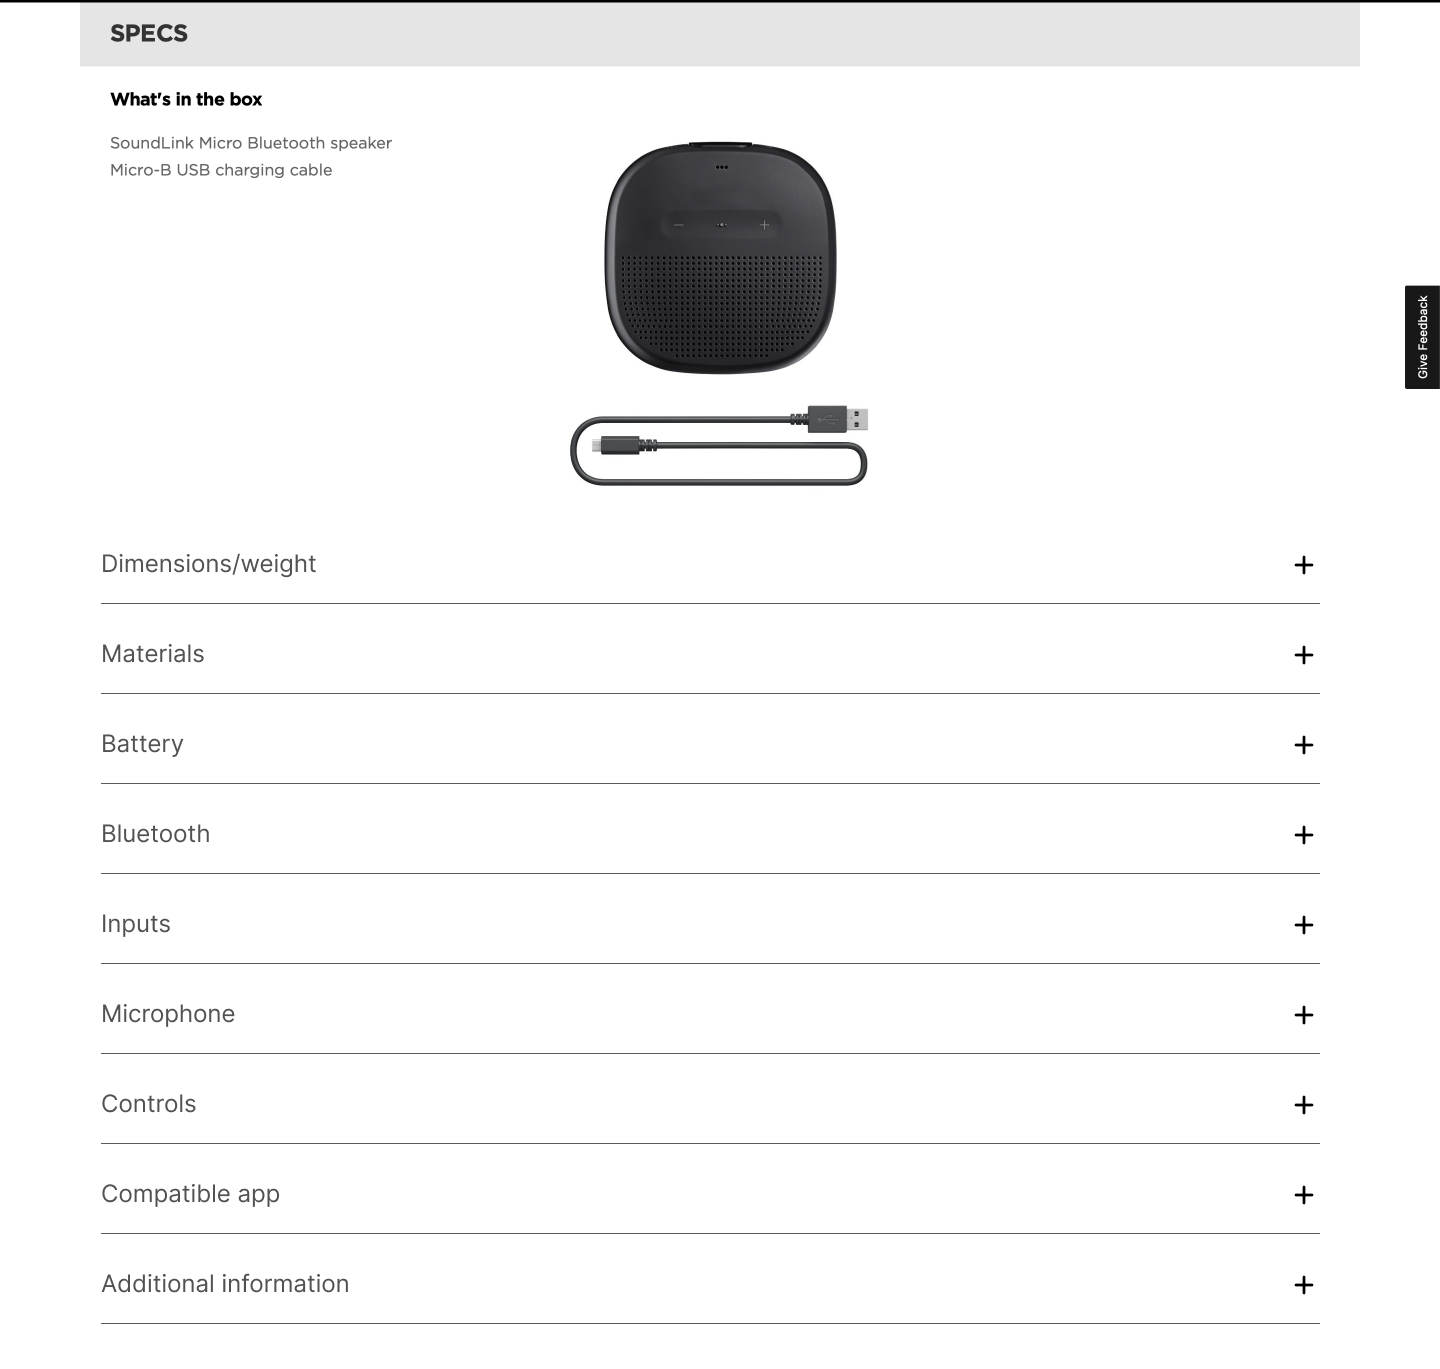 SPECS
What's in the box
SoundLink Micro Bluetooth speaker
Micro-B USB charging cable
Give Feedback
Dimensions/weight
Materials
Battery
Bluetooth
Inputs
Microphone
Controls
Compatible app
Additional information